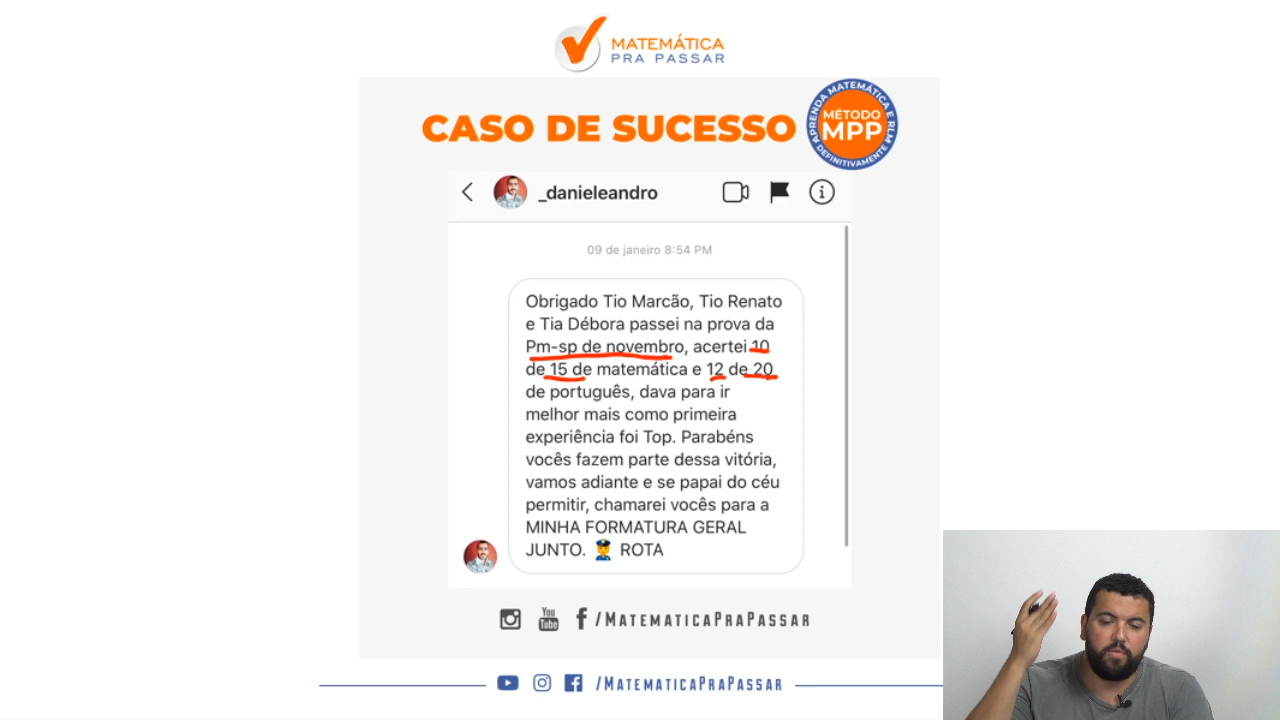 MATEMÁTICA
PRA PASSAR
CASO DE SUCESSO
APRENDA MATEMÁTICA E RLM
MÉTODO
MPP
DEFINITIVAMENTE
_danieleandro
09 de janeiro 8:54 PM
Obrigado Tio Marcão, Tio Renato
e Tia Débora passei na prova da
Pm-sp de novembro, acertei 10
de 15 de matemática e 12 de 20
de português, dava para ir
melhor mais como primeira
experiência foi Top. Parabéns
vocês fazem parte dessa vitória,
vamos adiante e se papai do céu
permitir, chamarei vocês para a
MINHA FORMATURA GERAL
JUNTO. 👮 ROTA
You Tube
/MATEMATICAPRAPASSAR
/MATEMATICAPRAPASSAR